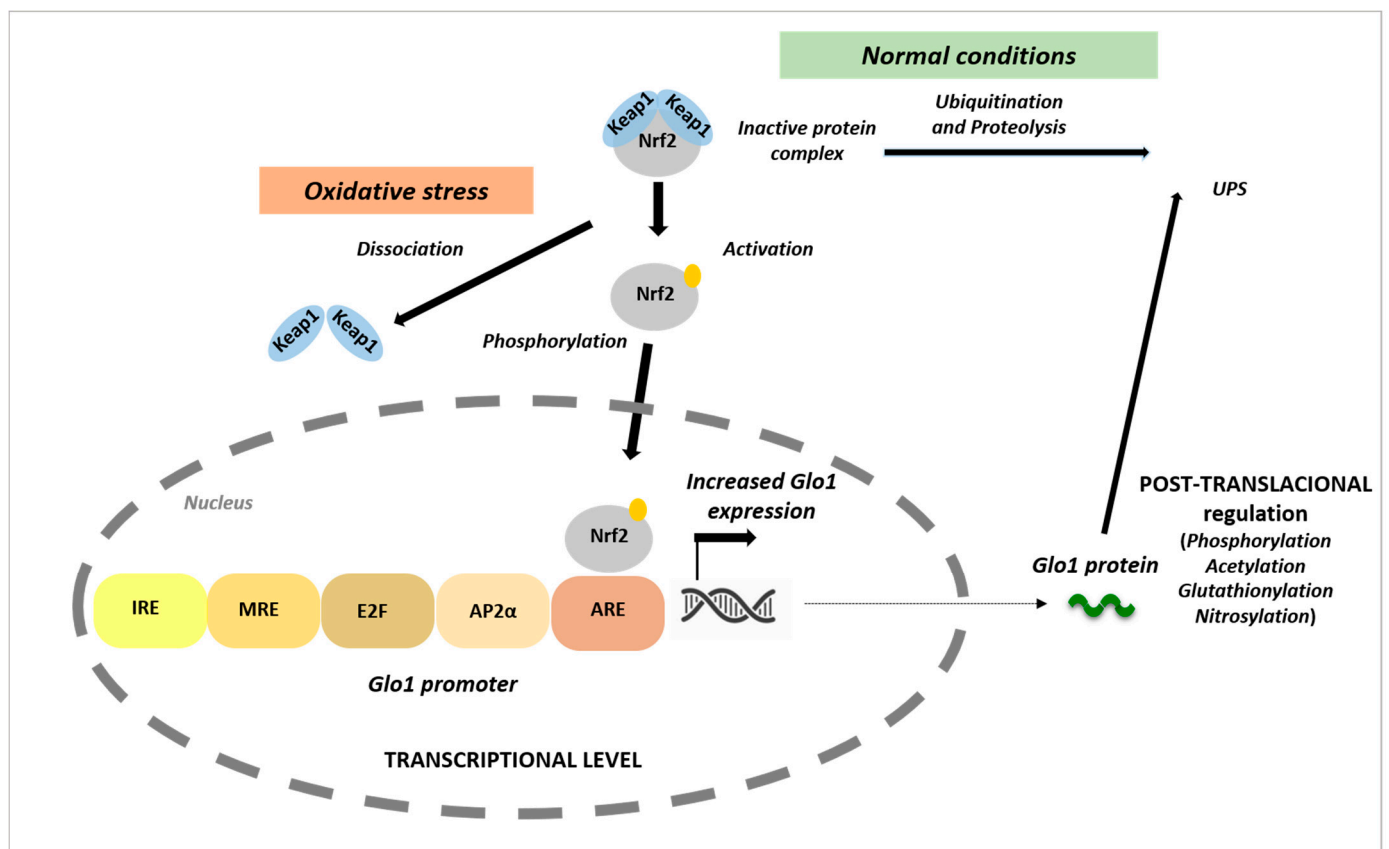 Normal conditions
Keap1
Keap1
Nrf2
Inactive protein
complex
Ubiquitination
and Proteolysis
UPS
Oxidative stress
Dissociation
Activation
Nrf2
Keap1
Keap1
Phosphorylation
Nucleus
Increased Glo1
expression
Nrf2
IRE
MRE
E2F
AP2α
ARE
Glo1 promoter
TRANSCRIPTIONAL LEVEL
Glo1 protein
POST-TRANSLACIONAL
regulation
(Phosphorylation
Acetylation
Glutathionylation
Nitrosylation)